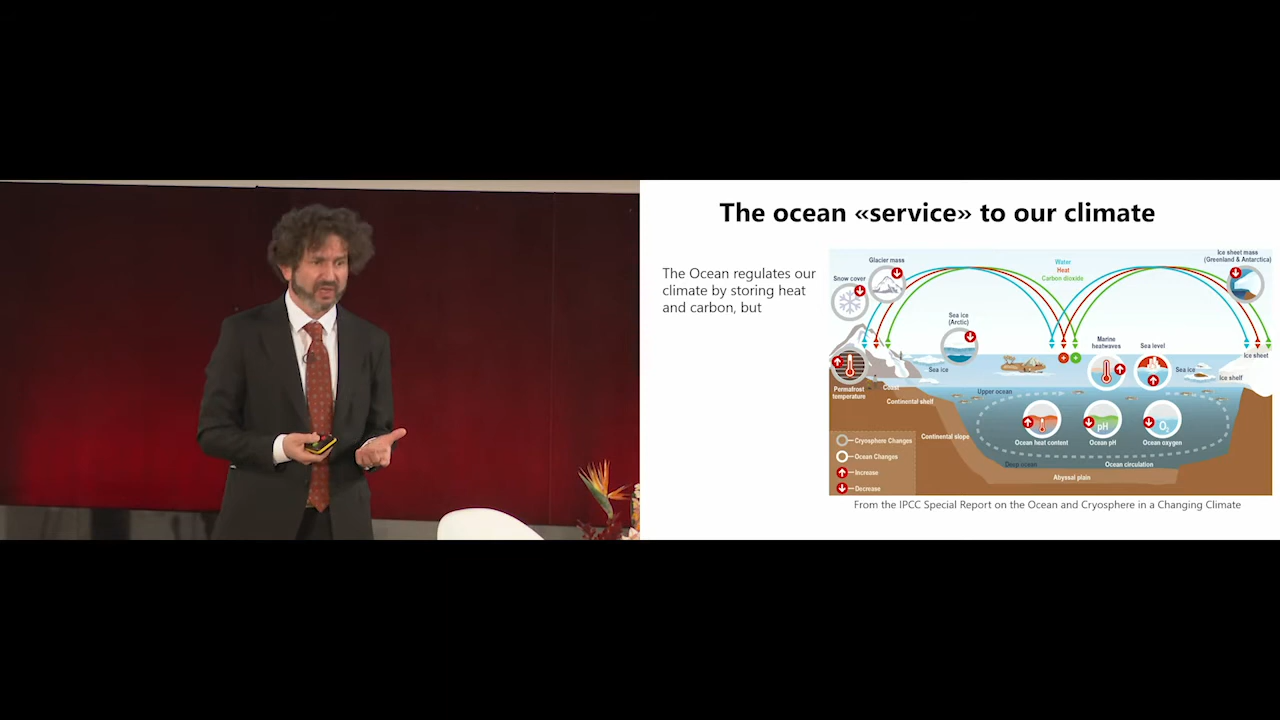 The ocean «service» to our climate
The Ocean regulates our
climate by storing heat
and carbon, but
Glacier mass
Snow cover
Water
Heat
Carbon dioxide
Ice sheet mass
(Greenland & Antarctica)
Sea ice
(Arctic)
Marine
heatwaves
Sea level
Ice sheet
Sea ice
Sea ice
Ice shelf
Permafrost
temperature
Coast
Continental shelf
Upper ocean
pH
O2
Continental slope
Ocean heat content
Ocean pH
Ocean oxygen
Cryosphere Changes
Ocean Changes
Increase
Decrease
Deep ocean
Ocean circulation
Abyssal plain
From the IPCC Special Report on the Ocean and Cryosphere in a Changing Climate